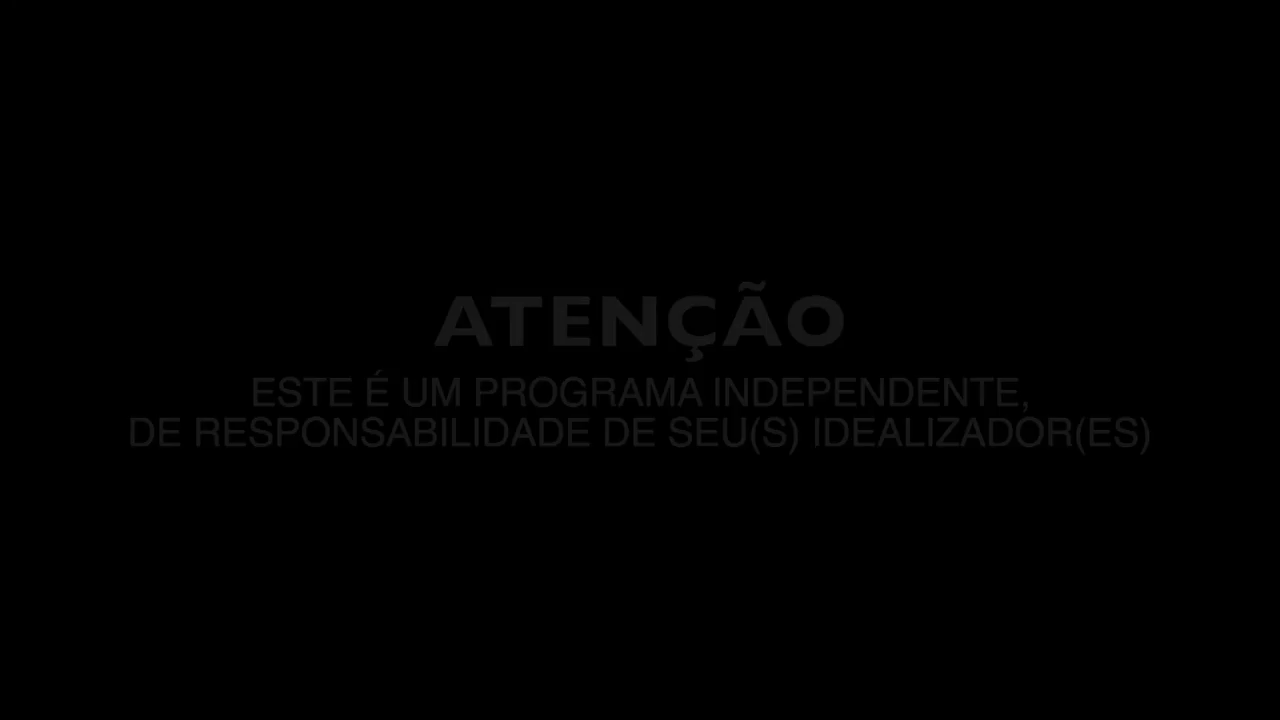 ATENÇÃO
ESTE É UM PROGRAMA INDEPENDENTE,
DE RESPONSABILIDADE DE SEU(S) IDEALIZADOR(ES)